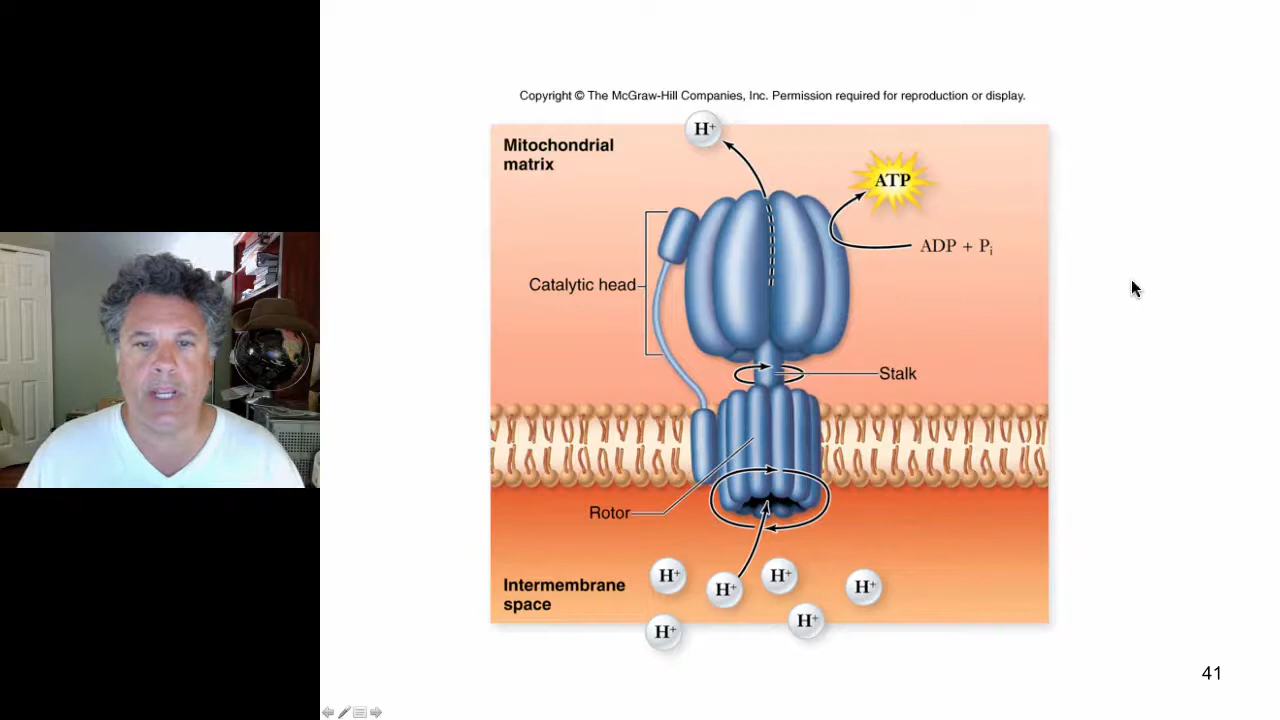 Copyright © The McGraw-Hill Companies, Inc. Permission required for reproduction or display.
Mitochondrial
matrix
H+
ATP
ADP + Pi
Catalytic head
Stalk
Rotor
Intermembrane
space
H+
H+
H+
H+
H+
H+
41